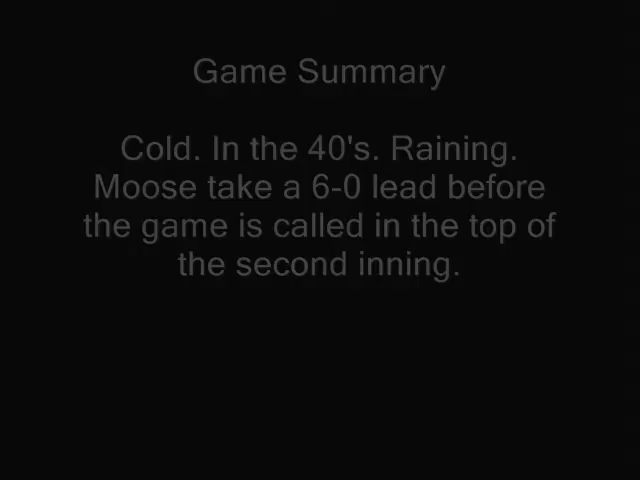 Game Summary
Cold. In the 40's. Raining.
Moose take a 6-0 lead before
the game is called in the top of
the second inning.